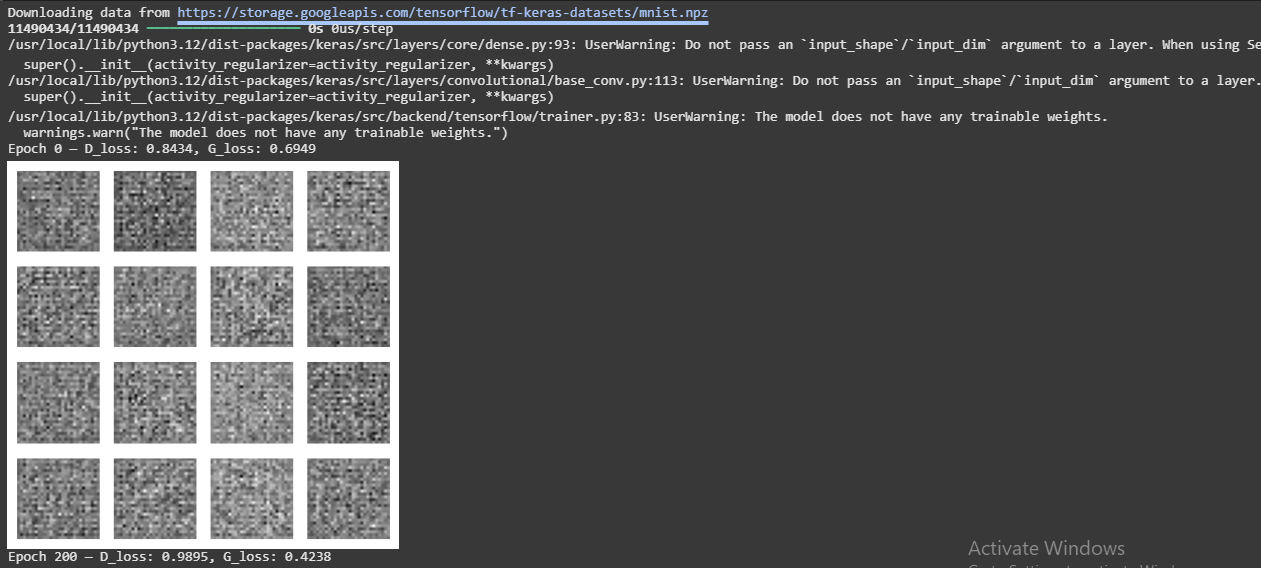 Downloading data from https://storage.googleapis.com/tensorflow/tf-keras-datasets/mnist.npz
11490434/11490434 ━━━━━━━━━━━━━━━━━━━━ 0s 0us/step
/usr/local/lib/python3.12/dist-packages/keras/src/layers/core/dense.py:93: UserWarning: Do not pass an `input_shape`/`input_dim` argument to a layer. When using Se
  super().__init__(activity_regularizer=activity_regularizer, **kwargs)
/usr/local/lib/python3.12/dist-packages/keras/src/layers/convolutional/base_conv.py:113: UserWarning: Do not pass an `input_shape`/`input_dim` argument to a layer.
  super().__init__(activity_regularizer=activity_regularizer, **kwargs)
/usr/local/lib/python3.12/dist-packages/keras/src/backend/tensorflow/trainer.py:83: UserWarning: The model does not have any trainable weights.
  warnings.warn("The model does not have any trainable weights.")
Epoch 0 — D_loss: 0.8434, G_loss: 0.6949
Epoch 200 — D_loss: 0.9895, G_loss: 0.4238
Activate Windows